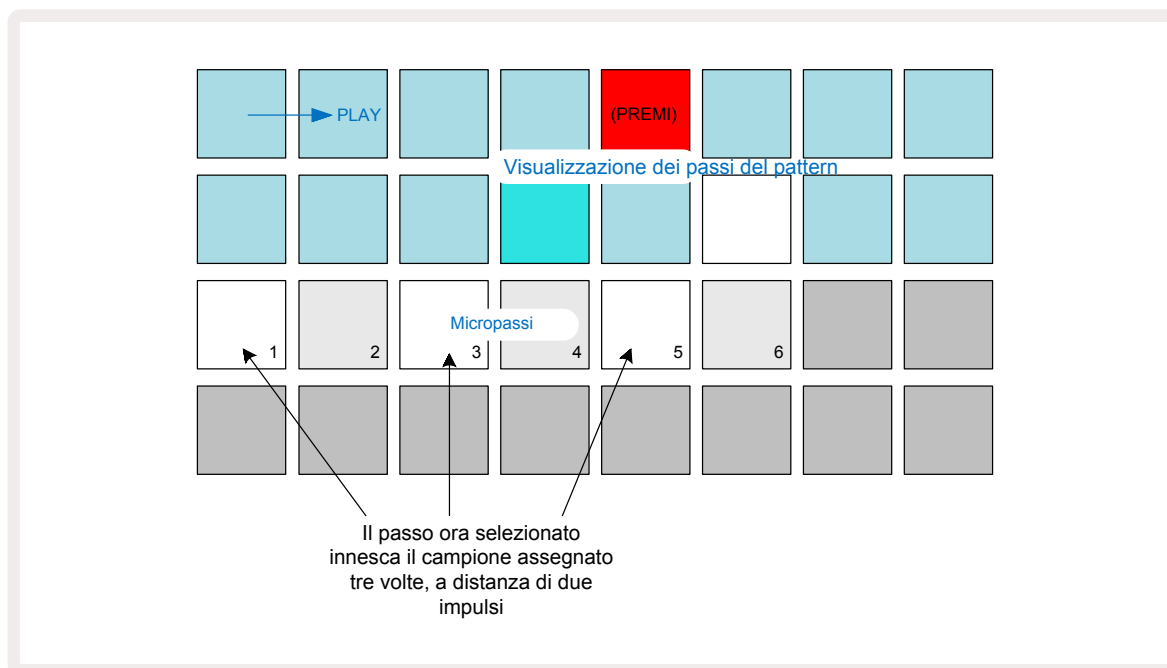 PLAY
(PREMI)
Visualizzazione dei passi del pattern
Micropassi
1
2
3
4
5
6
Il passo ora selezionato
innesca il campione assegnato
tre volte, a distanza di due
impulsi